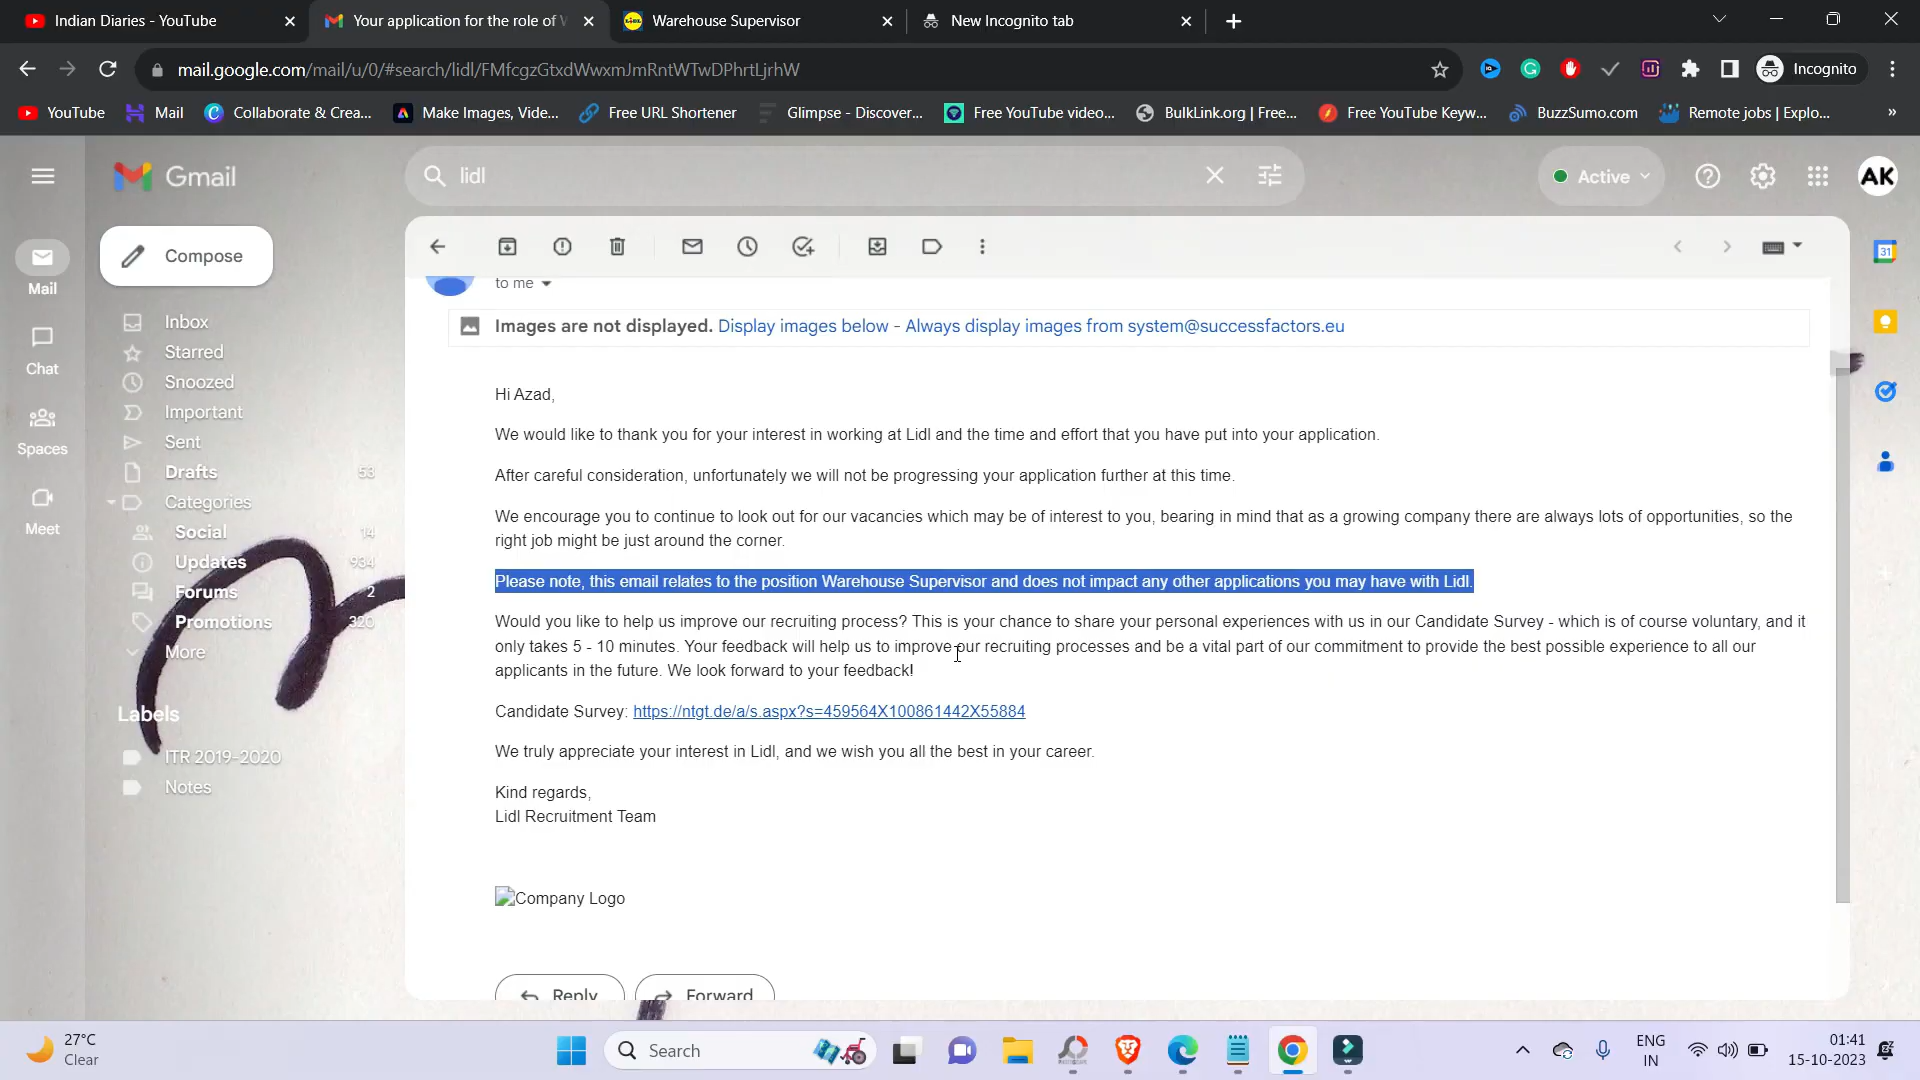 Indian Diaries - YouTube
Your application for the role of W
Warehouse Supervisor
New Incognito tab
mail.google.com/mail/u/0/#search/lidl/FMfcgzGtxdWwxmJmRntWTwDPhrtLjrhW
Incognito
YouTube
Mail
Collaborate & Crea...
Make Images, Vide...
Free URL Shortener
Glimpse - Discover...
Free YouTube video...
BulkLink.org | Free...
Free YouTube Keyw...
BuzzSumo.com
Remote jobs | Explo...
»
Gmail
lidl
Active
AK
Compose
Mail
Chat
Spaces
Meet
Inbox
Starred
Snoozed
Important
Sent
Drafts 53
Categories
Social 14
Updates 934
Forums 2
Promotions 320
More
Labels
ITR 2019-2020
Notes
31
to me
Images are not displayed. Display images below - Always display images from system@successfactors.eu
Hi Azad,
We would like to thank you for your interest in working at Lidl and the time and effort that you have put into your application.
After careful consideration, unfortunately we will not be progressing your application further at this time.
We encourage you to continue to look out for our vacancies which may be of interest to you, bearing in mind that as a growing company there are always lots of opportunities, so the
right job might be just around the corner.
Please note, this email relates to the position Warehouse Supervisor and does not impact any other applications you may have with Lidl.
Would you like to help us improve our recruiting process? This is your chance to share your personal experiences with us in our Candidate Survey - which is of course voluntary, and it
only takes 5 - 10 minutes. Your feedback will help us to improve our recruiting processes and be a vital part of our commitment to provide the best possible experience to all our
applicants in the future. We look forward to your feedback!
Candidate Survey: https://ntgt.de/a/s.aspx?s=459564X100861442X55884
We truly appreciate your interest in Lidl, and we wish you all the best in your career.
Kind regards,
Lidl Recruitment Team
Company Logo
Reply
Forward
27°C
Clear
Search
ENG
IN
01:41
15-10-2023